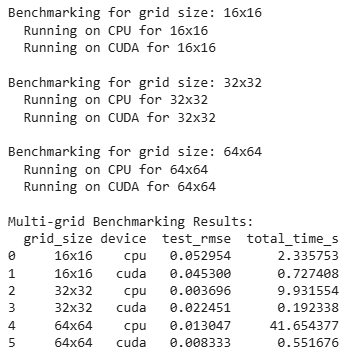 Benchmarking for grid size: 16x16
  Running on CPU for 16x16
  Running on CUDA for 16x16

Benchmarking for grid size: 32x32
  Running on CPU for 32x32
  Running on CUDA for 32x32

Benchmarking for grid size: 64x64
  Running on CPU for 64x64
  Running on CUDA for 64x64

Multi-grid Benchmarking Results:
  grid_size device  test_rmse  total_time_s
0     16x16    cpu   0.052954      2.335753
1     16x16   cuda   0.045300      0.727408
2     32x32    cpu   0.003696      9.931554
3     32x32   cuda   0.022451      0.192338
4     64x64    cpu   0.013047     41.654377
5     64x64   cuda   0.008333      0.551676